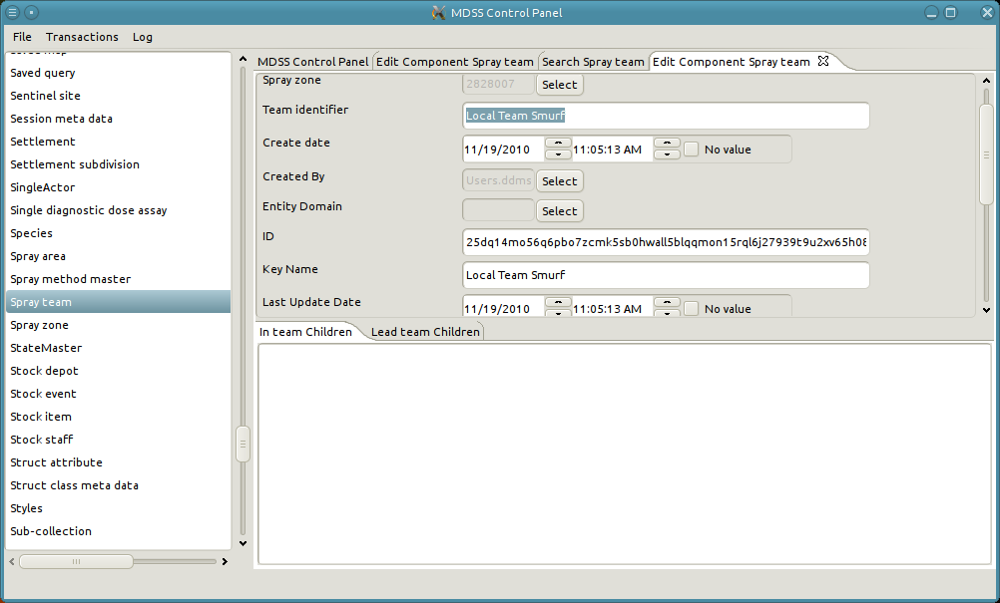 MDSS Control Panel
File Transactions Log
Saved query
Sentinel site
Session meta data
Settlement
Settlement subdivision
SingleActor
Single diagnostic dose assay
Species
Spray area
Spray method master
Spray team
Spray zone
StateMaster
Stock depot
Stock event
Stock item
Stock staff
Struct attribute
Struct class meta data
Styles
Sub-collection
MDSS Control Panel Edit Component Spray team Search Spray team Edit Component Spray team
Spray zone 2828007 Select
Team identifier Local Team Smurf
Create date 11/19/2010 11:05:13 AM No value
Created By Users.ddms Select
Entity Domain Select
ID 25dq14mo56q6pbo7zcmk5sb0hwall5blqqmon15rql6j27939t9u2xv65h08
Key Name Local Team Smurf
Last Update Date 11/19/2010 11:05:13 AM No value
In team Children Lead team Children